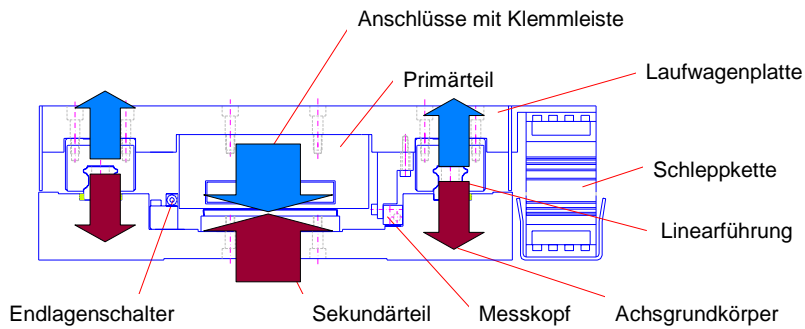 Anschlüsse mit Klemmleiste
Primärteil
Laufwagenplatte
Schleppkette
Linearführung
Endlagenschalter
Sekundärteil
Messkopf
Achsgrundkörper